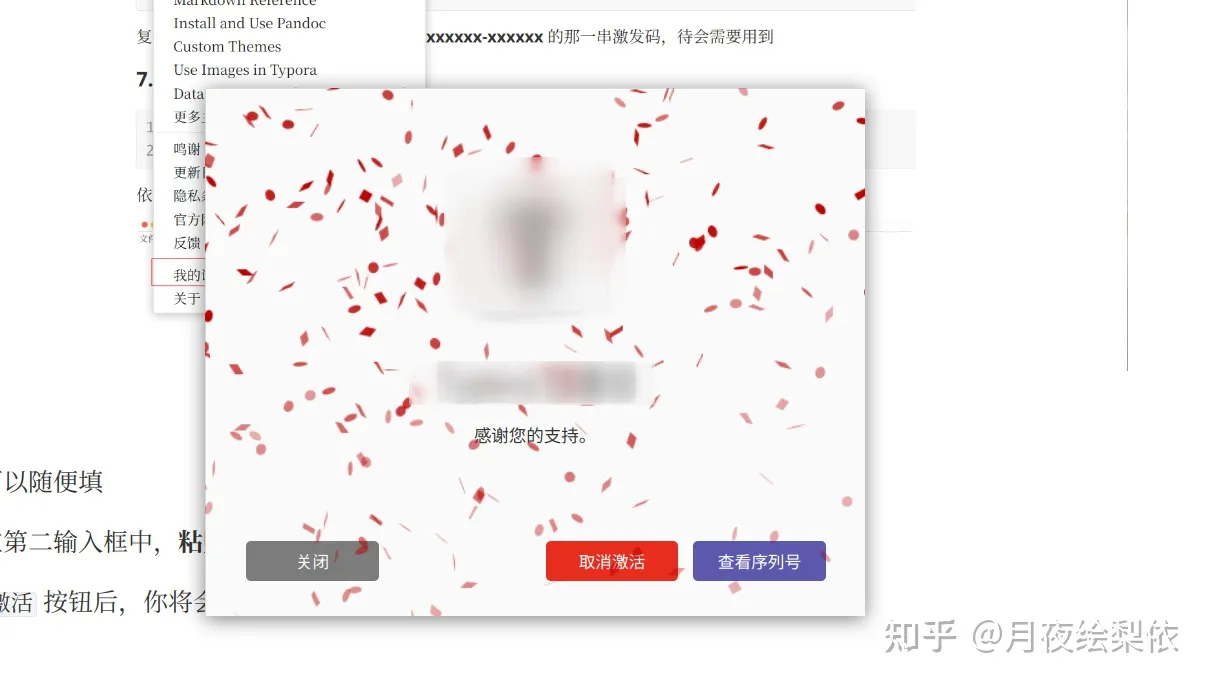 Markdown Reference
Install and Use Pandoc
Custom Themes
Use Images in Typora
Data
更多
鸣谢
更新
隐私
官方
反馈
我的
关于
复
xxxxxx-xxxxxx 的那一串激发码，待会需要用到
7.
1
2
依
文件
感谢您的支持。
关闭
取消激活
查看序列号
以随便填
第二输入框中，粘
激活 按钮后，你将会
知乎 @月夜绘梨依